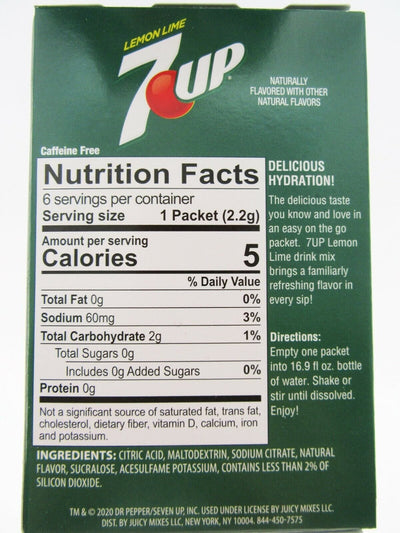 LEMON LIME
7UP®
NATURALLY
FLAVORED WITH OTHER
NATURAL FLAVORS
Caffeine Free
Nutrition Facts
6 servings per container
Serving size 1 Packet (2.2g)
Amount per serving
Calories 5
% Daily Value
Total Fat 0g 0%
Sodium 60mg 3%
Total Carbohydrate 2g 1%
Total Sugars 0g
Includes 0g Added Sugars 0%
Protein 0g
Not a significant source of saturated fat, trans fat,
cholesterol, dietary fiber, vitamin D, calcium, iron
and potassium.
DELICIOUS
HYDRATION!
The delicious taste
you know and love in
an easy on the go
packet. 7UP Lemon
Lime drink mix
brings a familiarly
refreshing flavor in
every sip!
Directions:
Empty one packet
into 16.9 fl oz. bottle
of water. Shake or
stir until dissolved.
Enjoy!
INGREDIENTS: CITRIC ACID, MALTODEXTRIN, SODIUM CITRATE, NATURAL
FLAVOR, SUCRALOSE, ACESULFAME POTASSIUM, CONTAINS LESS THAN 2% OF
SILICON DIOXIDE.
TM & © 2020 DR PEPPER/SEVEN UP, INC. USED UNDER LICENSE BY JUICY MIXES LLC.
DIST. BY JUICY MIXES LLC, NEW YORK, NY 10004. 844-450-7575